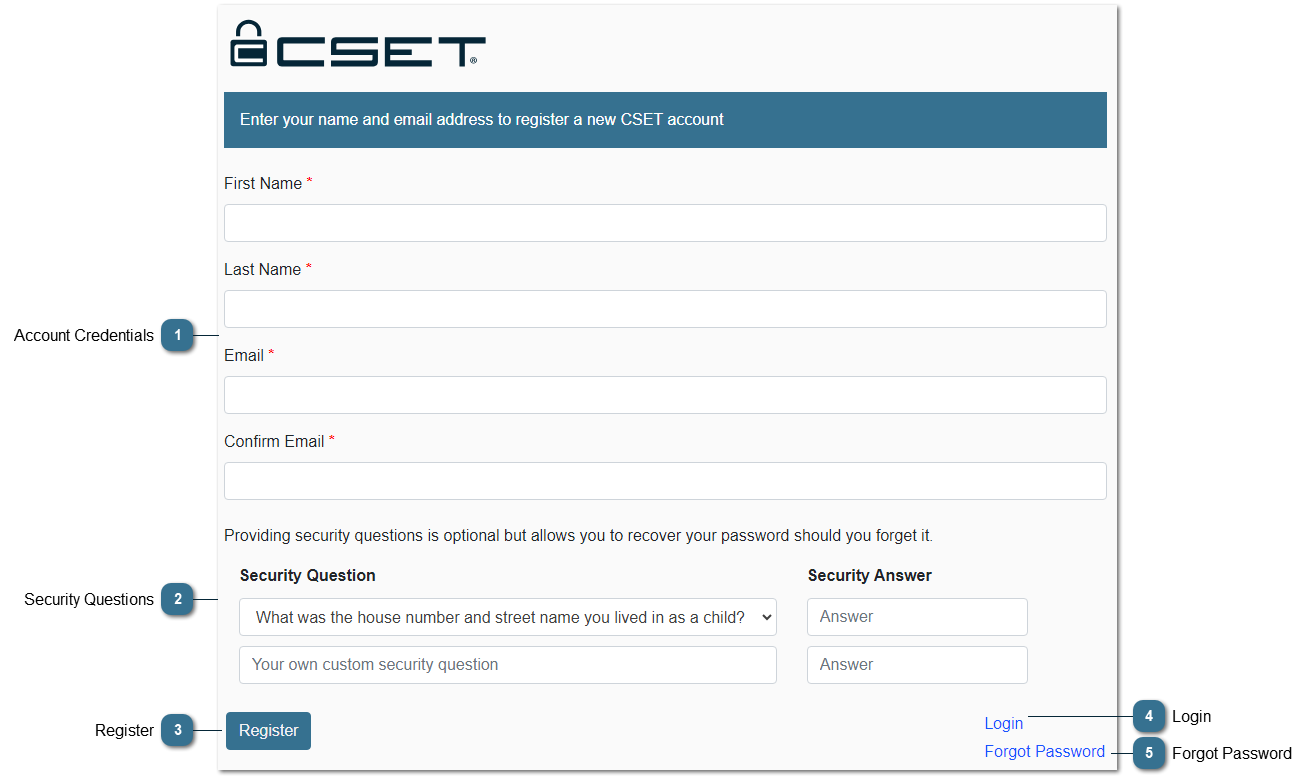 CSET®
Enter your name and email address to register a new CSET account
First Name *
Last Name *
Account Credentials 1
Email *
Confirm Email *
Providing security questions is optional but allows you to recover your password should you forget it.
Security Question Security Answer
Security Questions 2
What was the house number and street name you lived in as a child? Answer
Your own custom security question Answer
Register 3 Register
Login 4 Login
Forgot Password 5 Forgot Password